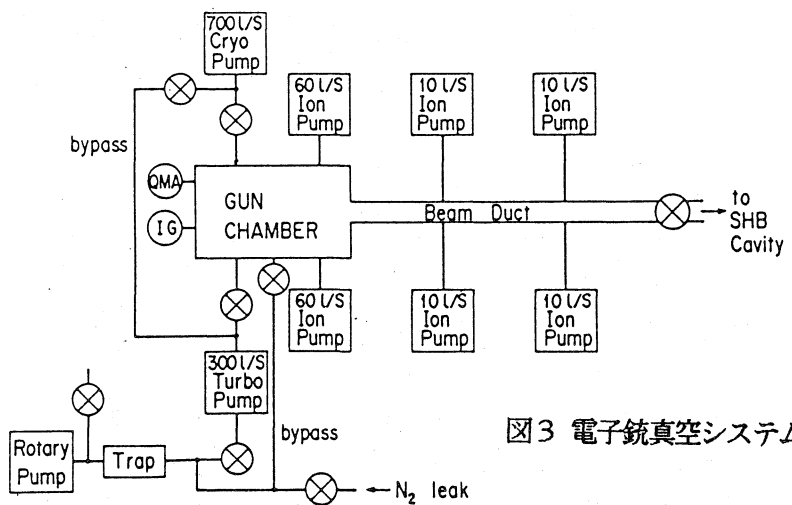 700 l/S
Cryo
Pump
60 l/S
Ion
Pump
10 l/S
Ion
Pump
10 l/S
Ion
Pump
bypass
QMA
GUN
CHAMBER
IG
Beam Duct
to
SHB
Cavity
60 l/S
Ion
Pump
10 l/S
Ion
Pump
10 l/S
Ion
Pump
300 l/S
Turbo
Pump
bypass
Rotary
Pump
Trap
N₂ leak
図3 電子銃真空システム